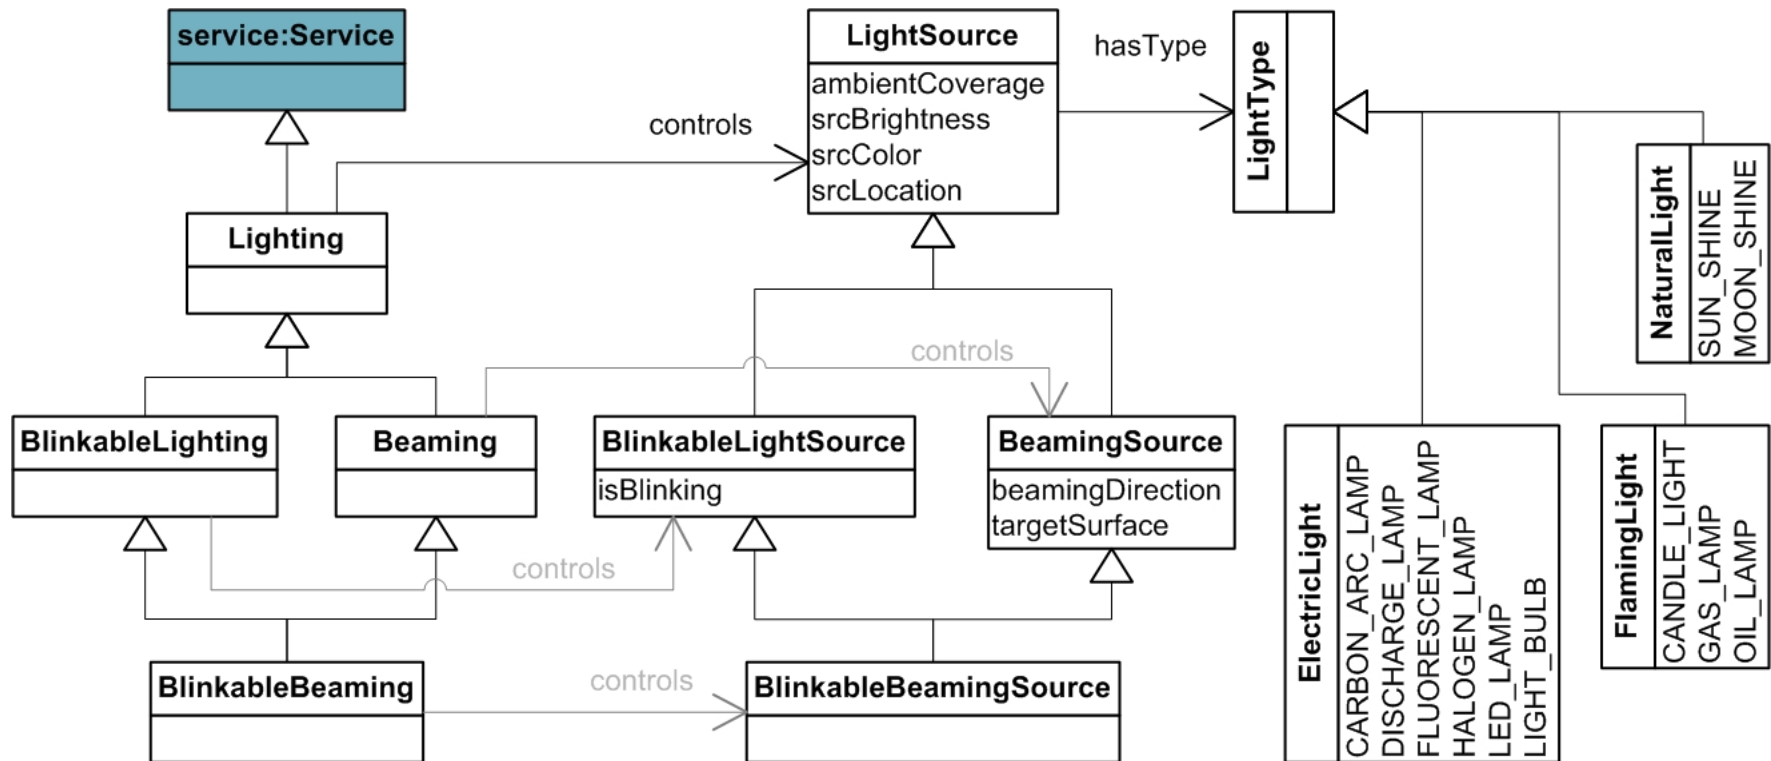 service:Service
LightSource
ambientCoverage
srcBrightness
srcColor
srcLocation
hasType
LightType
controls
NaturalLight
SUN_SHINE
MOON_SHINE
Lighting
controls
BlinkableLighting
Beaming
BlinkableLightSource
isBlinking
BeamingSource
beamingDirection
targetSurface
controls
ElectricLight
CARBON_ARC_LAMP
DISCHARGE_LAMP
FLUORESCENT_LAMP
HALOGEN_LAMP
LED_LAMP
LIGHT_BULB
FlamingLight
CANDLE_LIGHT
GAS_LAMP
OIL_LAMP
BlinkableBeaming
controls
BlinkableBeamingSource